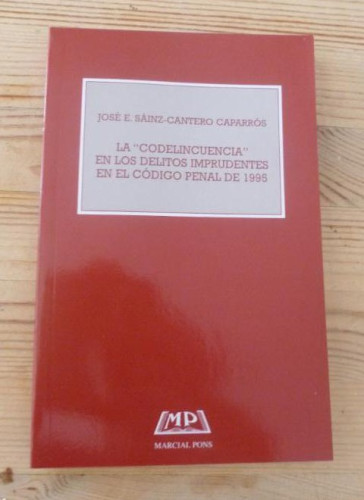 JOSÉ E. SÁINZ-CANTERO CAPARRÓS
LA "CODELINCUENCIA"
EN LOS DELITOS IMPRUDENTES
EN EL CÓDIGO PENAL DE 1995
MP
MARCIAL PONS